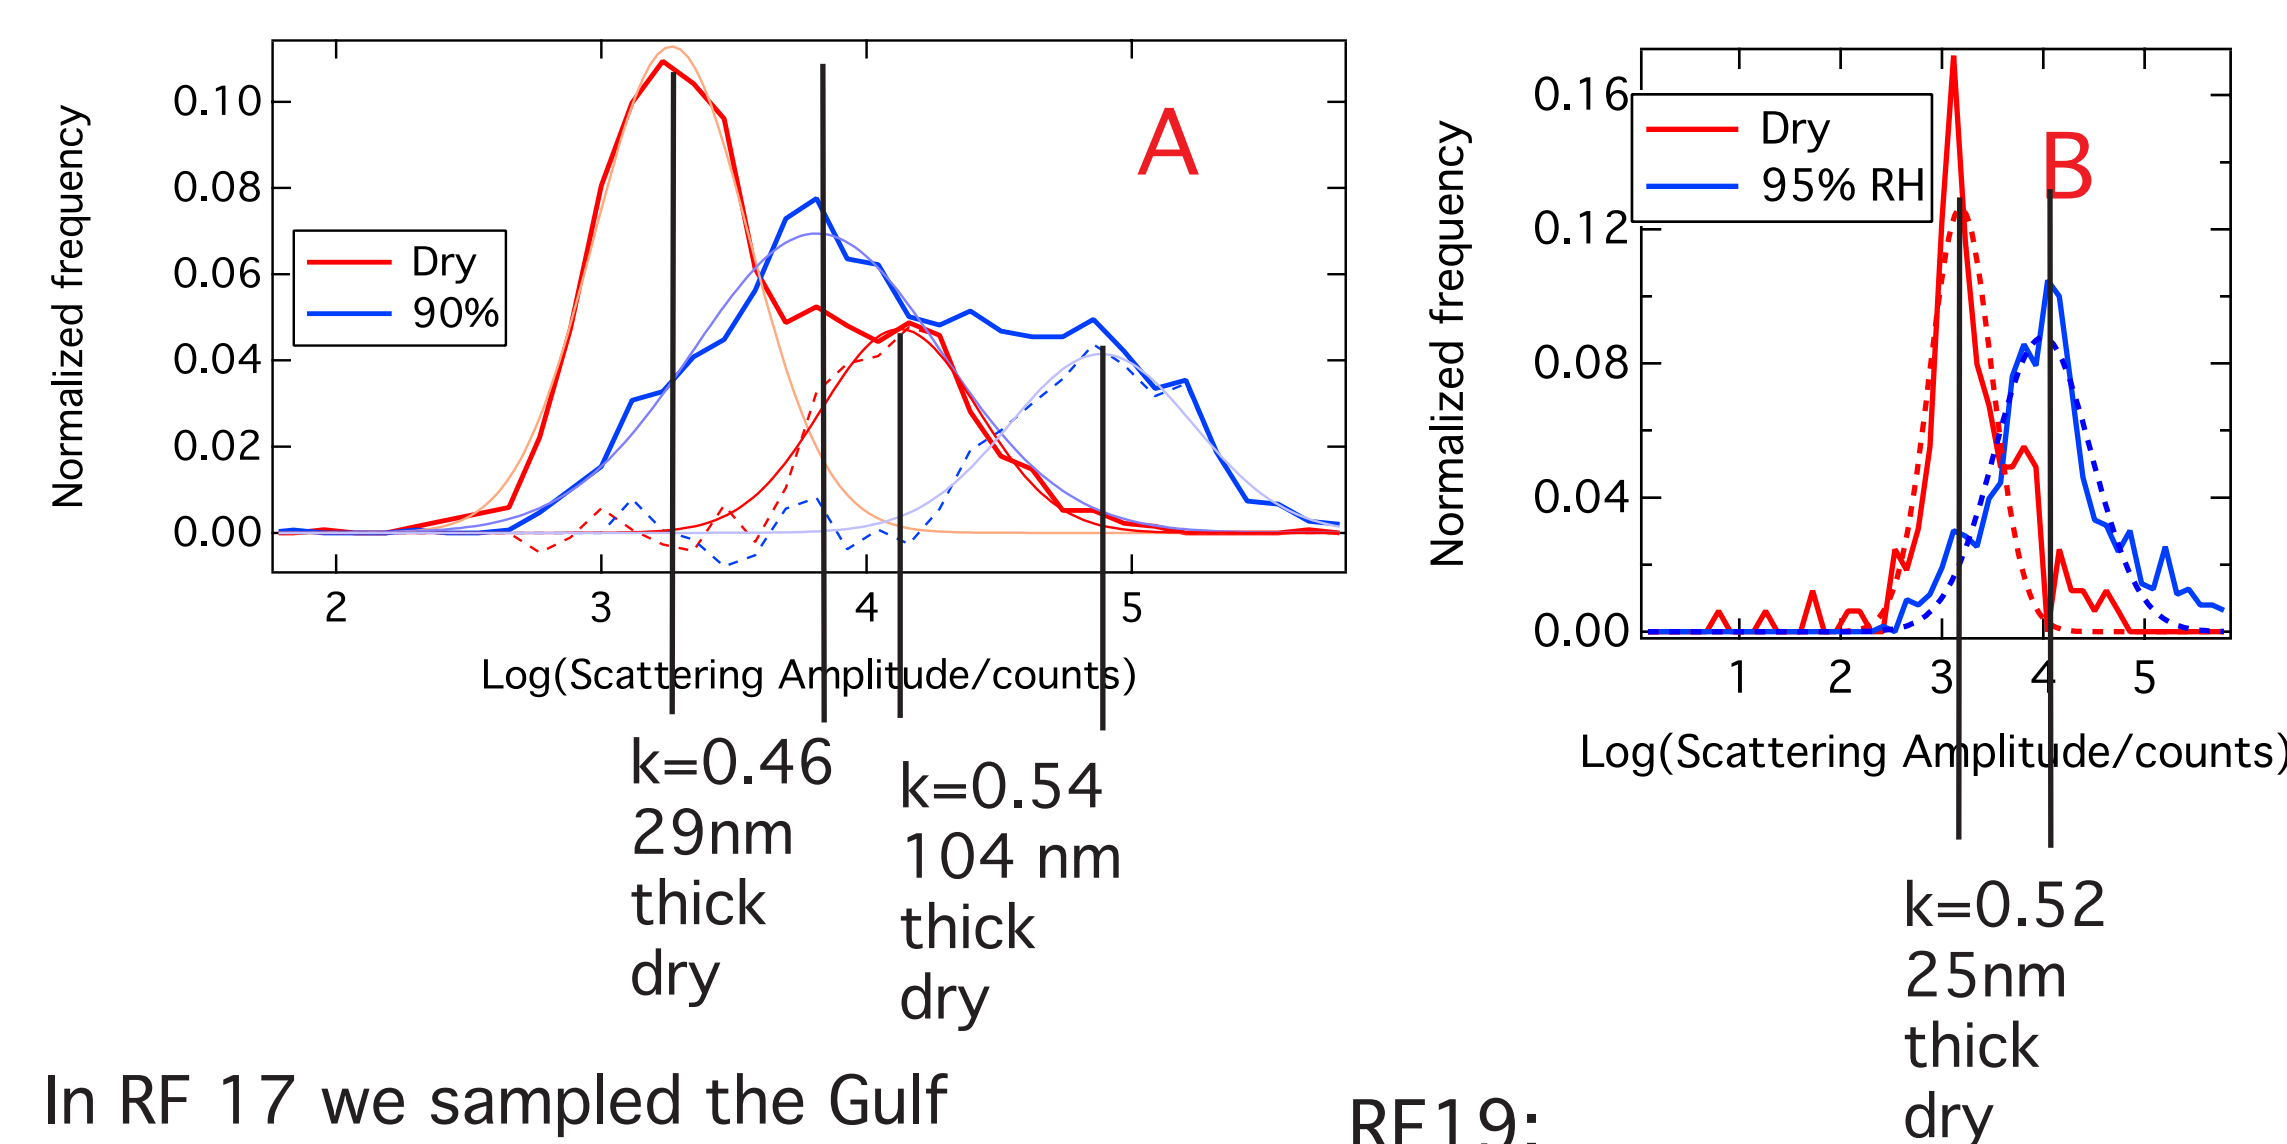 Normalized frequency
0.10
0.08
0.06
0.04
0.02
0.00
Dry
90%
A
2 3 4 5
Log(Scattering Amplitude/counts)
k=0.46
29nm
thick
dry
k=0.54
104 nm
thick
dry
Normalized frequency
0.16
0.12
0.08
0.04
0.00
Dry
95% RH
B
1 2 3 4 5
Log(Scattering Amplitude/counts)
k=0.52
25nm
thick
dry
In RF 17 we sampled the Gulf
RF19: